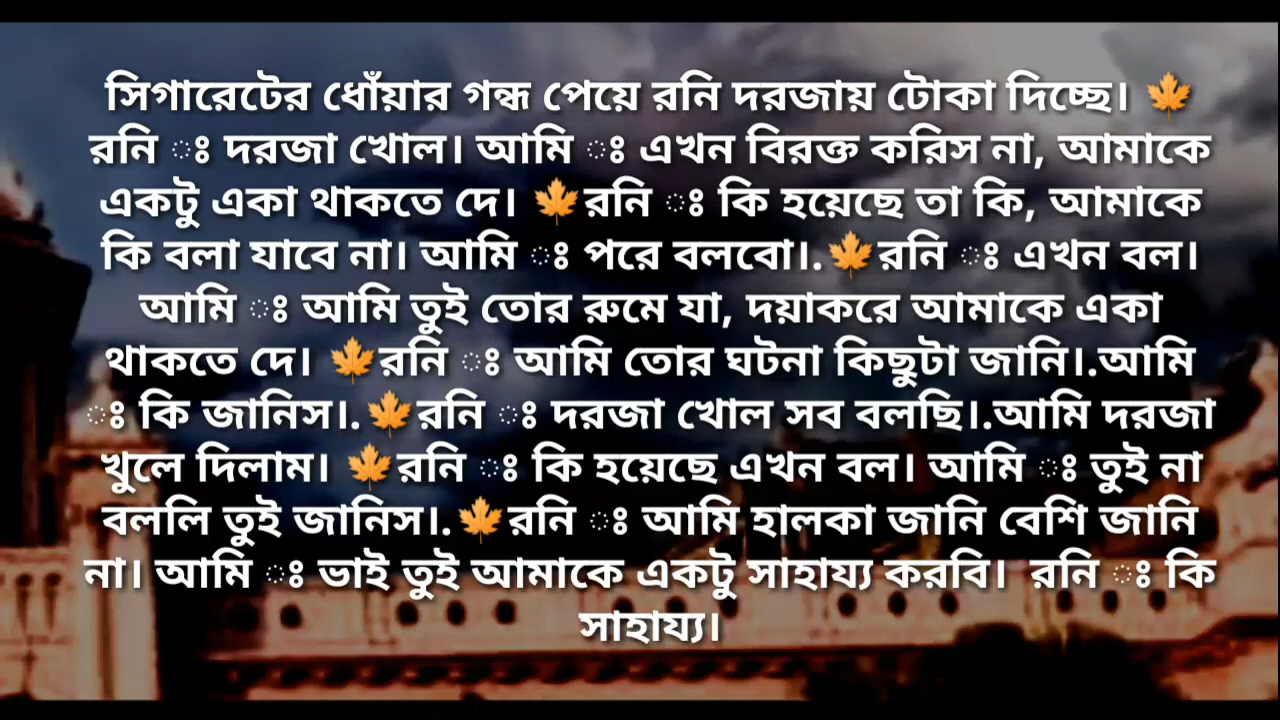 সিগারেটের ধোঁয়ার গন্ধ পেয়ে রনি দরজায় টোকা দিচ্ছে। 🍁
রনি ঃ দরজা খোল। আমি ঃ এখন বিরক্ত করিস না, আমাকে
একটু একা থাকতে দে। 🍁রনি ঃ কি হয়েছে তা কি, আমাকে
কি বলা যাবে না। আমি ঃ পরে বলবো।.🍁রনি ঃ এখন বল।
আমি ঃ আমি তুই তোর রুমে যা, দয়াকরে আমাকে একা
থাকতে দে। 🍁রনি ঃ আমি তোর ঘটনা কিছুটা জানি।.আমি
ঃ কি জানিস।.🍁রনি ঃ দরজা খোল সব বলছি।.আমি দরজা
খুলে দিলাম। 🍁রনি ঃ কি হয়েছে এখন বল। আমি ঃ তুই না
বললি তুই জানিস।.🍁রনি ঃ আমি হালকা জানি বেশি জানি
না। আমি ঃ ভাই তুই আমাকে একটু সাহায্য করবি। রনি ঃ কি
সাহায্য।